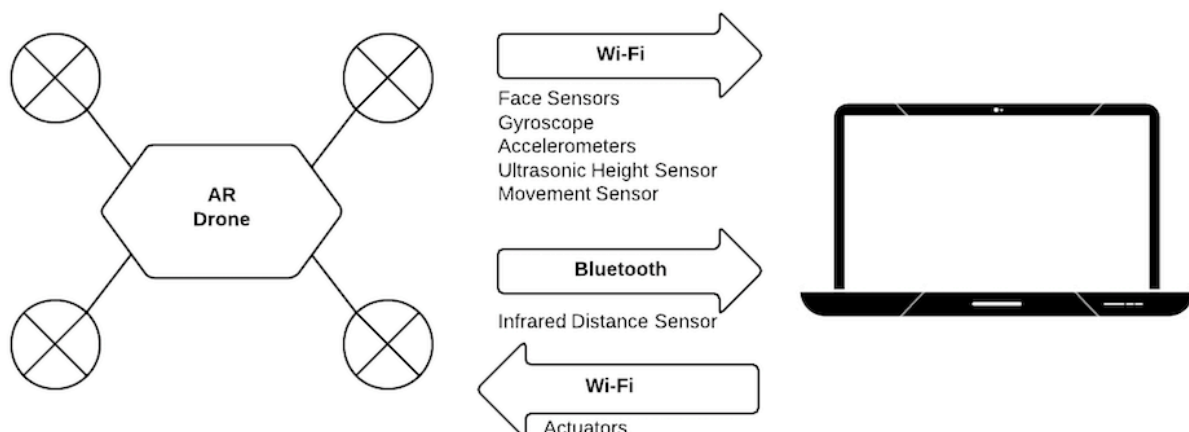 AR
Drone
Wi-Fi
Face Sensors
Gyroscope
Accelerometers
Ultrasonic Height Sensor
Movement Sensor
Bluetooth
Infrared Distance Sensor
Wi-Fi
Actuators